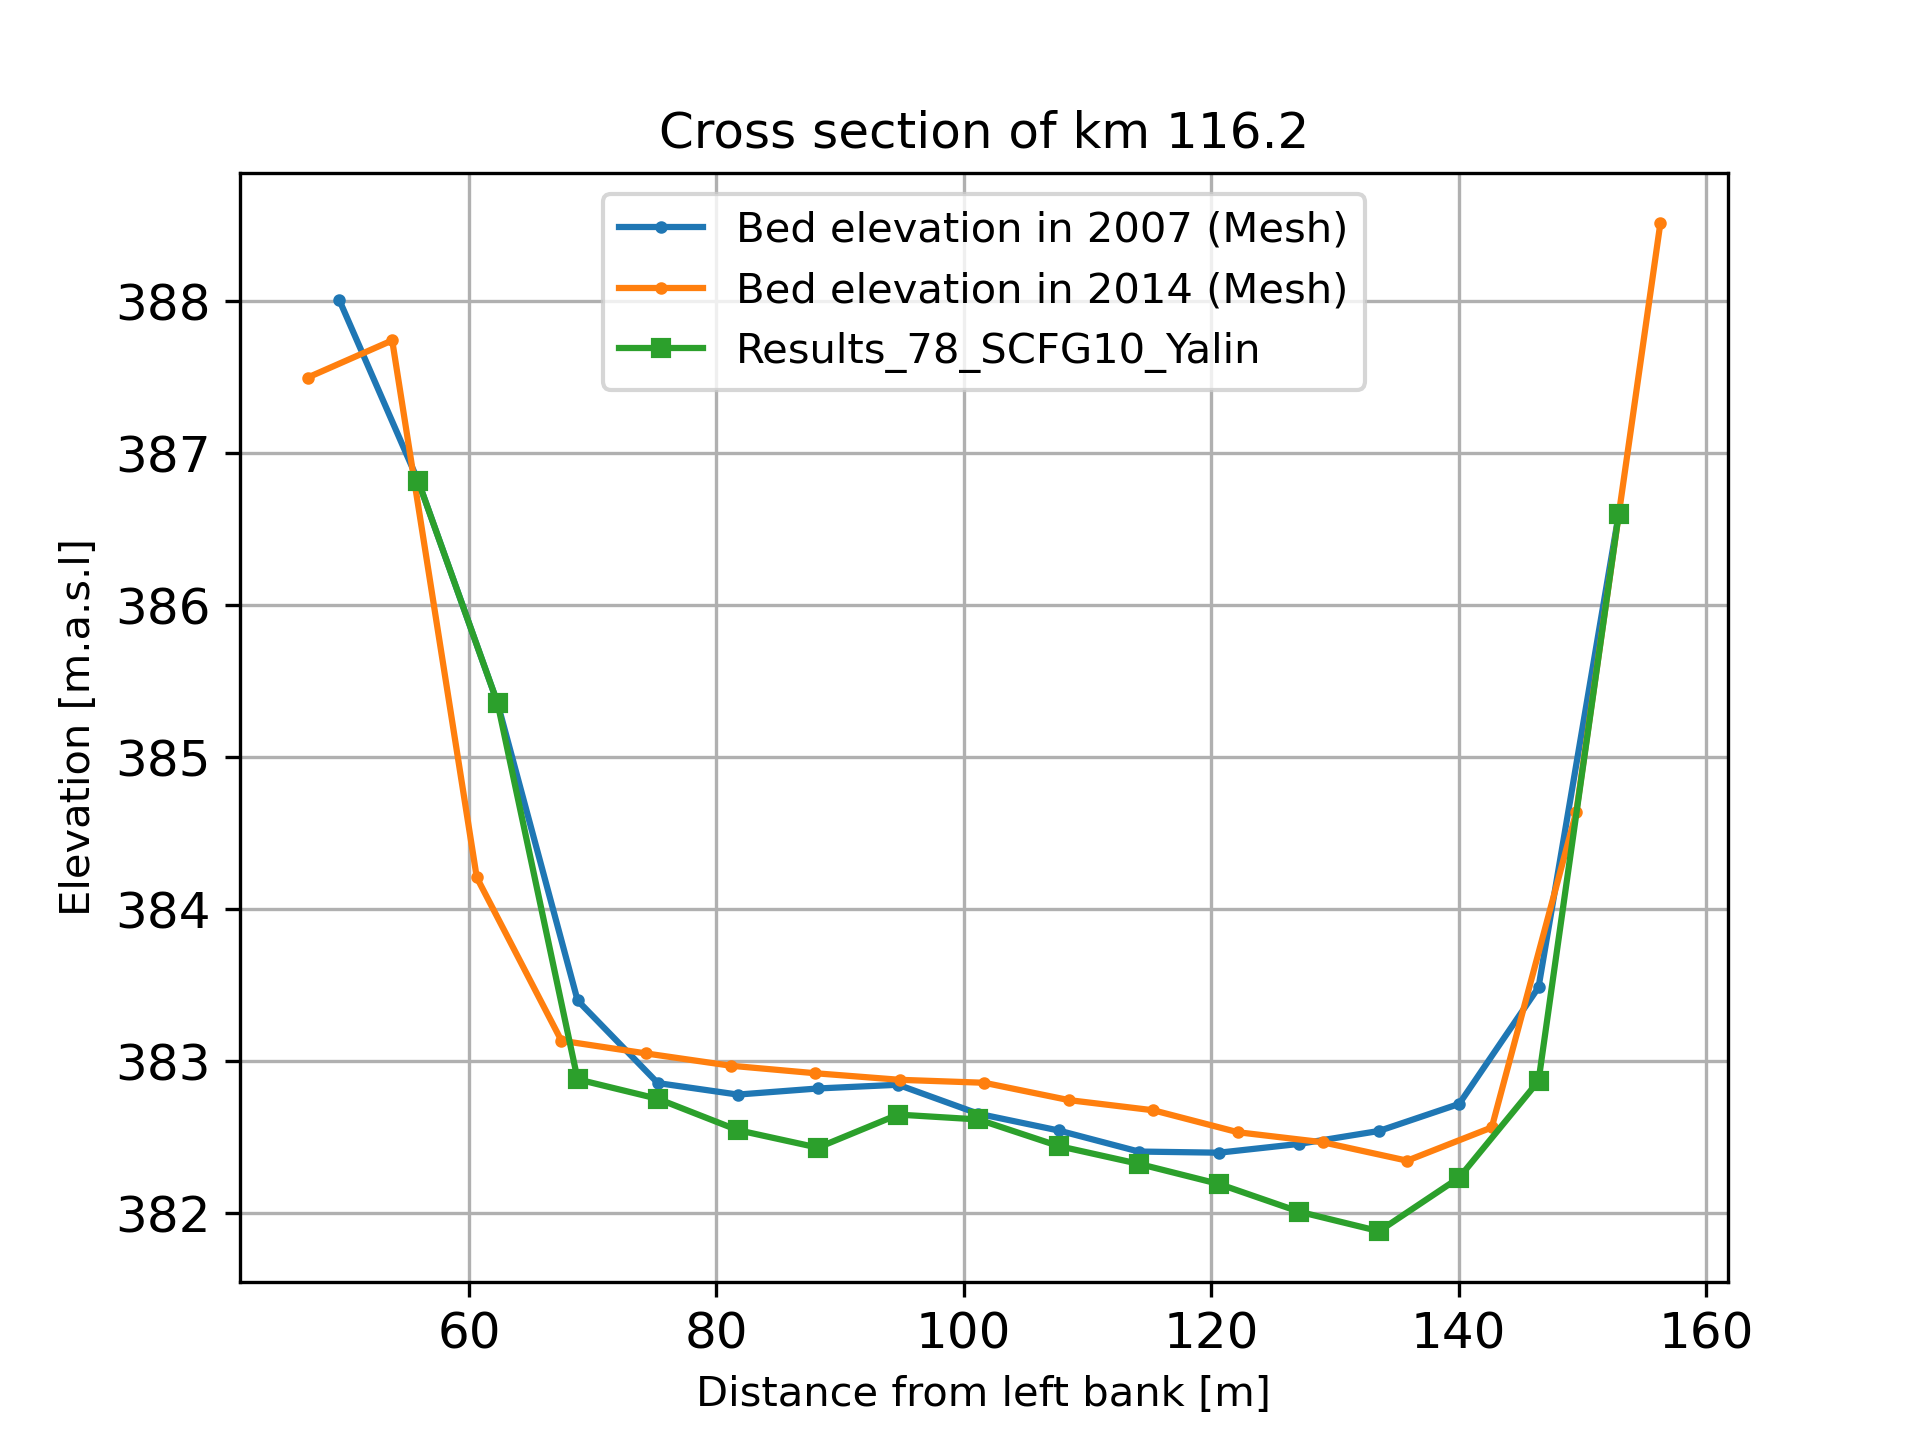 Cross section of km 116.2
Bed elevation in 2007 (Mesh)
Bed elevation in 2014 (Mesh)
Results_78_SCFG10_Yalin
388
387
386
385
384
383
382
Elevation [m.a.s.l]
60 80 100 120 140 160
Distance from left bank [m]